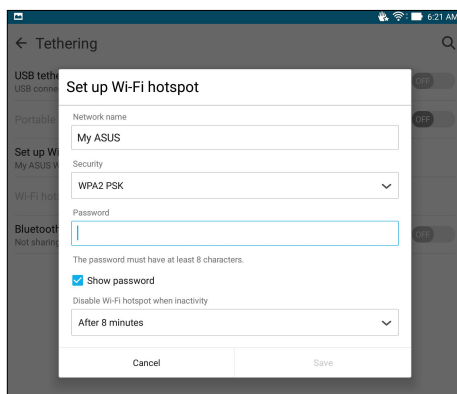 6:21 AM
Tethering
USB tethe
USB conne
OFF
Portable
OFF
Set up Wi
My ASUS W
Wi-Fi hot
Bluetooth
Not sharing
OFF
Set up Wi-Fi hotspot
Network name
My ASUS
Security
WPA2 PSK
Password
The password must have at least 8 characters.
Show password
Disable Wi-Fi hotspot when inactivity
After 8 minutes
Cancel Save